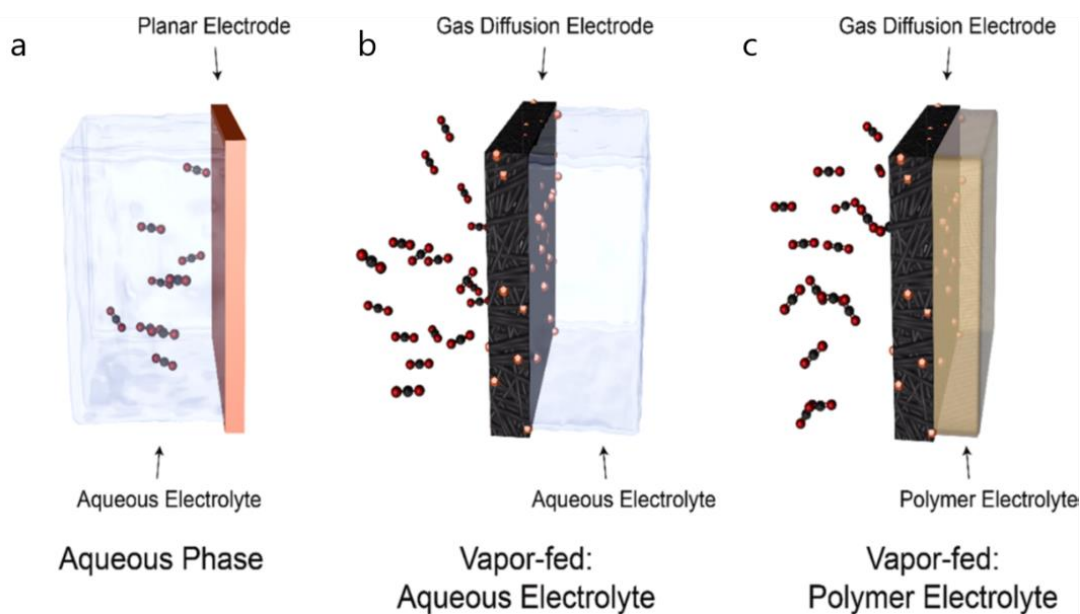 a
Planar Electrode
Aqueous Electrolyte
Aqueous Phase
b
Gas Diffusion Electrode
Aqueous Electrolyte
Vapor-fed:
Aqueous Electrolyte
c
Gas Diffusion Electrode
Polymer Electrolyte
Vapor-fed:
Polymer Electrolyte